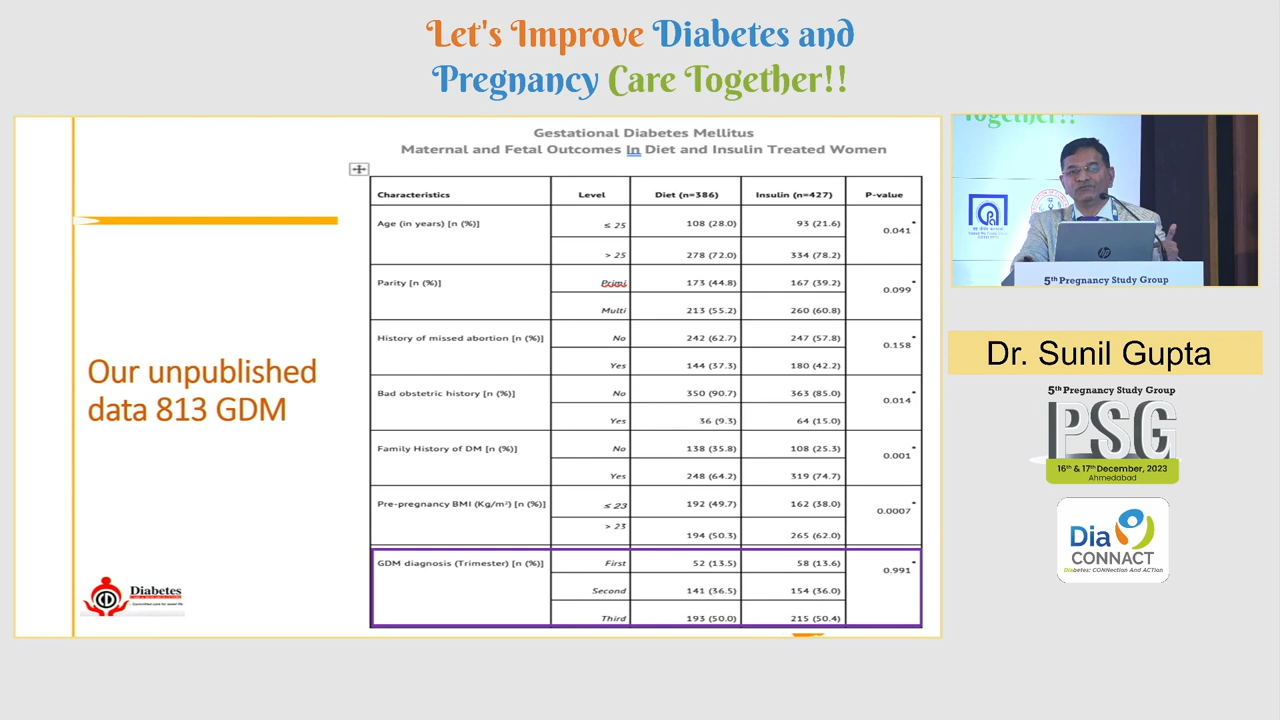 Let's Improve Diabetes and
Pregnancy Care Together!!
Gestational Diabetes Mellitus
Maternal and Fetal Outcomes In Diet and Insulin Treated Women
Characteristics Level Diet (n=386) Insulin (n=427) P-value
Age (in years) [n (%)] ≤ 25 108 (28.0) 93 (21.6) 0.041*
> 25 278 (72.0) 334 (78.2)
Parity [n (%)] Primi 173 (44.8) 167 (39.2) 0.099*
Multi 213 (55.2) 260 (60.8)
History of missed abortion [n (%)] No 242 (62.7) 247 (57.8) 0.158*
Yes 144 (37.3) 180 (42.2)
Bad obstetric history [n (%)] No 350 (90.7) 363 (85.0) 0.014*
Yes 36 (9.3) 64 (15.0)
Family History of DM [n (%)] No 138 (35.8) 108 (25.3) 0.001*
Yes 248 (64.2) 319 (74.7)
Pre-pregnancy BMI (Kg/m²) [n (%)] ≤ 23 192 (49.7) 162 (38.0) 0.0007*
> 23 194 (50.3) 265 (62.0)
GDM diagnosis (Trimester) [n (%)] First 52 (13.5) 58 (13.6) 0.991*
Second 141 (36.5) 154 (36.0)
Third 193 (50.0) 215 (50.4)
Our unpublished
data 813 GDM
Diabetes
Together!!
hp
5th Pregnancy Study Group
Dr. Sunil Gupta
5th Pregnancy Study Group
PSG
16th & 17th December, 2023
Ahmedabad
Dia
CONNACT
Diabetes: CONNection And ACTion